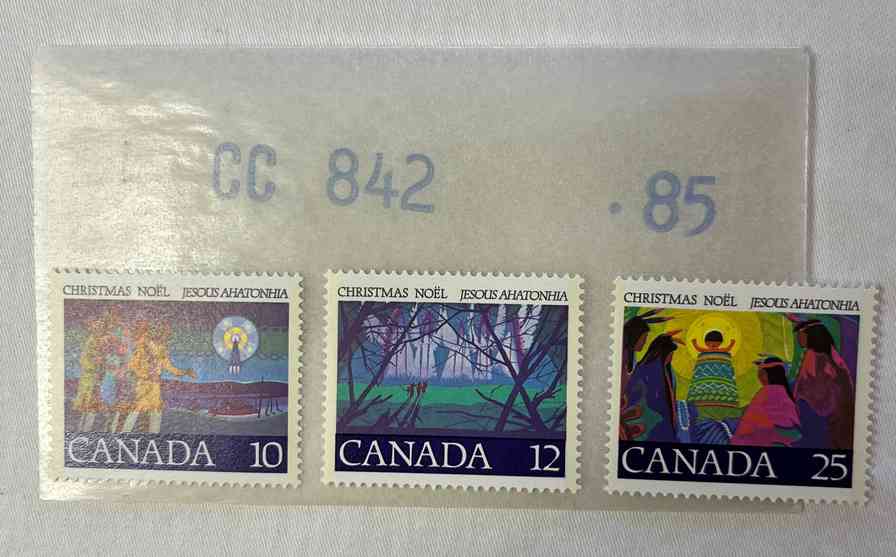 CC 842 .85
CHRISTMAS NOËL JESOUS AHATONHIA
CANADA 10
CHRISTMAS NOËL JESOUS AHATONHIA
CANADA 12
CHRISTMAS NOËL JESOUS AHATONHIA
CANADA 25